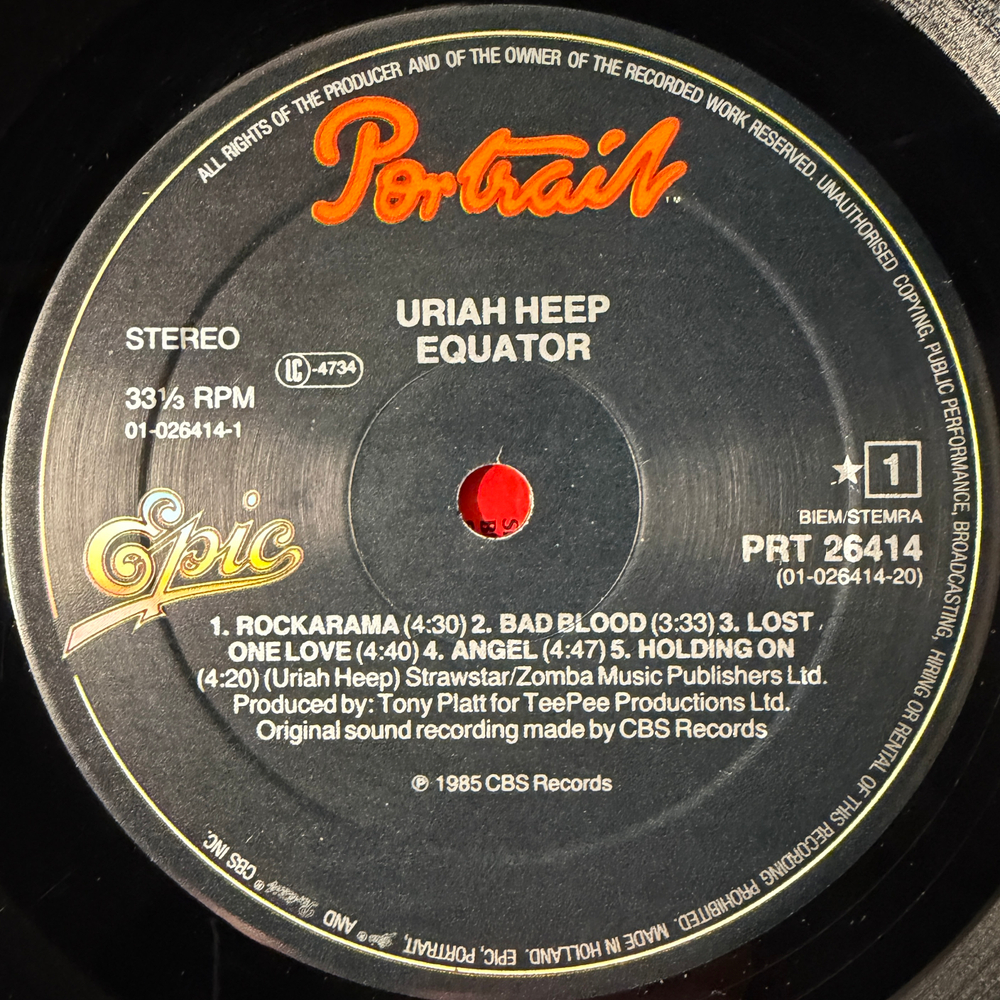 ALL RIGHTS OF THE PRODUCER AND OF THE OWNER OF THE RECORDED WORK RESERVED. UNAUTHORISED COPYING, PUBLIC PERFORMANCE, BROADCASTING, HIRING OR RENTAL OF THIS RECORDING PROHIBITED. MADE IN HOLLAND. EPIC, PORTRAIT, Epic ® AND Portrait ® CBS INC.
Portrait™
URIAH HEEP
EQUATOR
STEREO
LC-4734
33⅓ RPM
01-026414-1
★ 1
BIEM/STEMRA
PRT 26414
(01-026414-20)
Epic
1. ROCKARAMA (4:30) 2. BAD BLOOD (3:33) 3. LOST
ONE LOVE (4:40) 4. ANGEL (4:47) 5. HOLDING ON
(4:20) (Uriah Heep) Strawstar/Zomba Music Publishers Ltd.
Produced by: Tony Platt for TeePee Productions Ltd.
Original sound recording made by CBS Records
℗ 1985 CBS Records